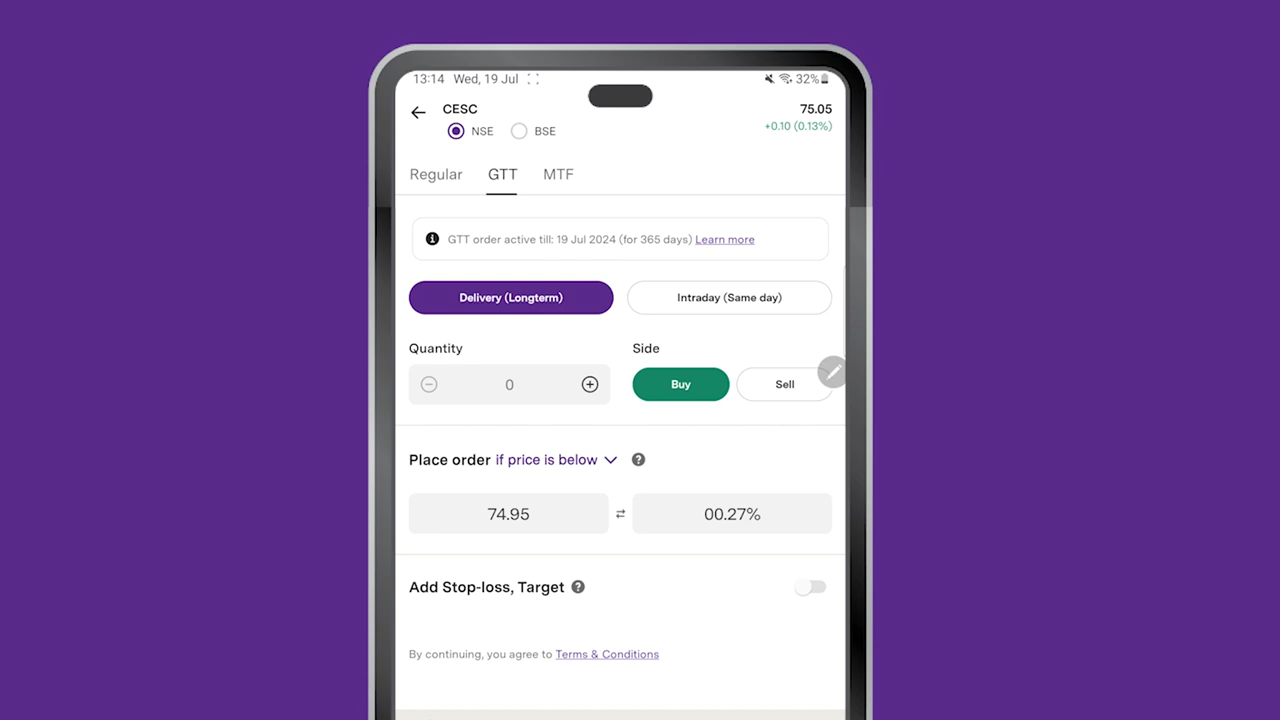 13:14 Wed, 19 Jul 32%
CESC 75.05
NSE BSE +0.10 (0.13%)
Regular GTT MTF
GTT order active till: 19 Jul 2024 (for 365 days) Learn more
Delivery (Longterm) Intraday (Same day)
Quantity Side
0 Buy Sell
Place order if price is below ?
74.95 00.27%
Add Stop-loss, Target ?
By continuing, you agree to Terms & Conditions